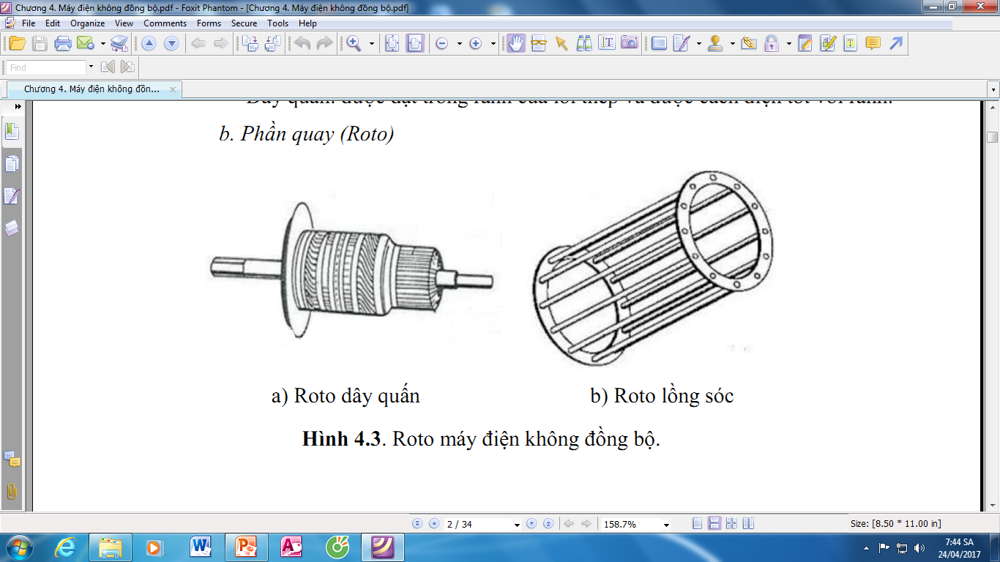 Chương 4. Máy điện không đồng bộ.pdf - Foxit Phantom - [Chương 4. Máy điện không đồng bộ.pdf]
File Edit Organize View Comments Forms Secure Tools Help
Find
Chương 4. Máy điện không đồn...
b. Phần quay (Roto)
a) Roto dây quấn
b) Roto lồng sóc
Hình 4.3. Roto máy điện không đồng bộ.
2 / 34
158.7%
Size: [8.50 * 11.00 in]
7:44 SA
24/04/2017